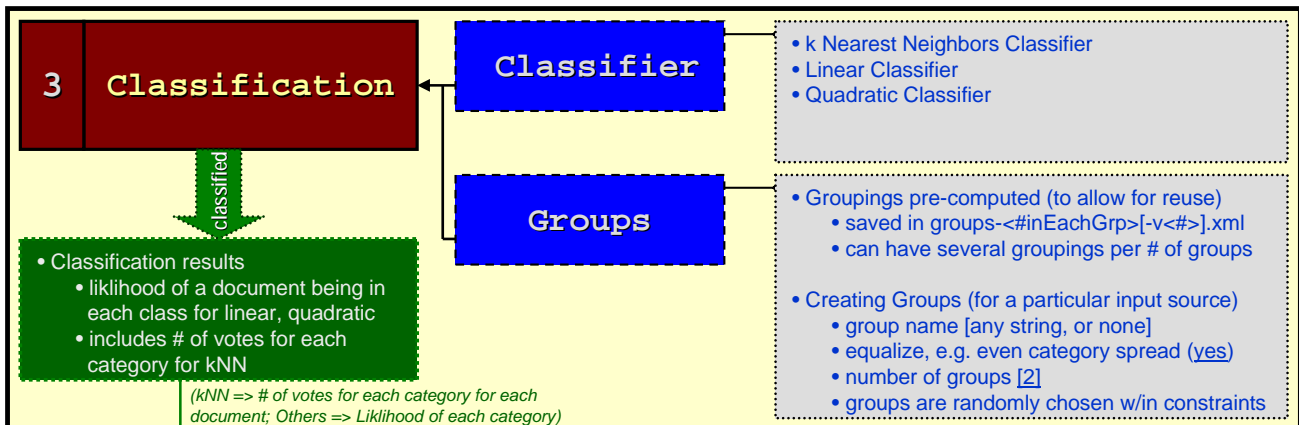 3 Classification
classified
• Classification results
• liklihood of a document being in
each class for linear, quadratic
• includes # of votes for each
category for kNN
(kNN => # of votes for each category for each
document; Others => Liklihood of each category)
Classifier
• k Nearest Neighbors Classifier
• Linear Classifier
• Quadratic Classifier
Groups
• Groupings pre-computed (to allow for reuse)
• saved in groups-<#inEachGrp>[-v<#>].xml
• can have several groupings per # of groups
• Creating Groups (for a particular input source)
• group name [any string, or none]
• equalize, e.g. even category spread (yes)
• number of groups [2]
• groups are randomly chosen w/in constraints